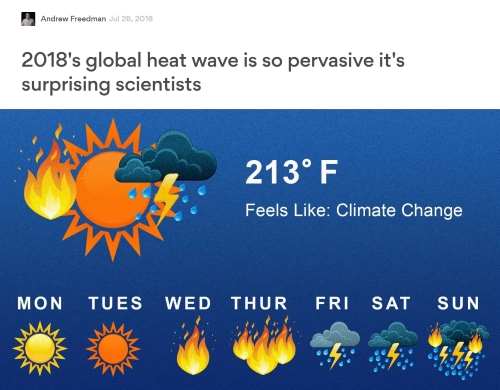 Andrew Freedman Jul 28, 2018
2018's global heat wave is so pervasive it's
surprising scientists
213° F
Feels Like: Climate Change
MON TUES WED THUR FRI SAT SUN